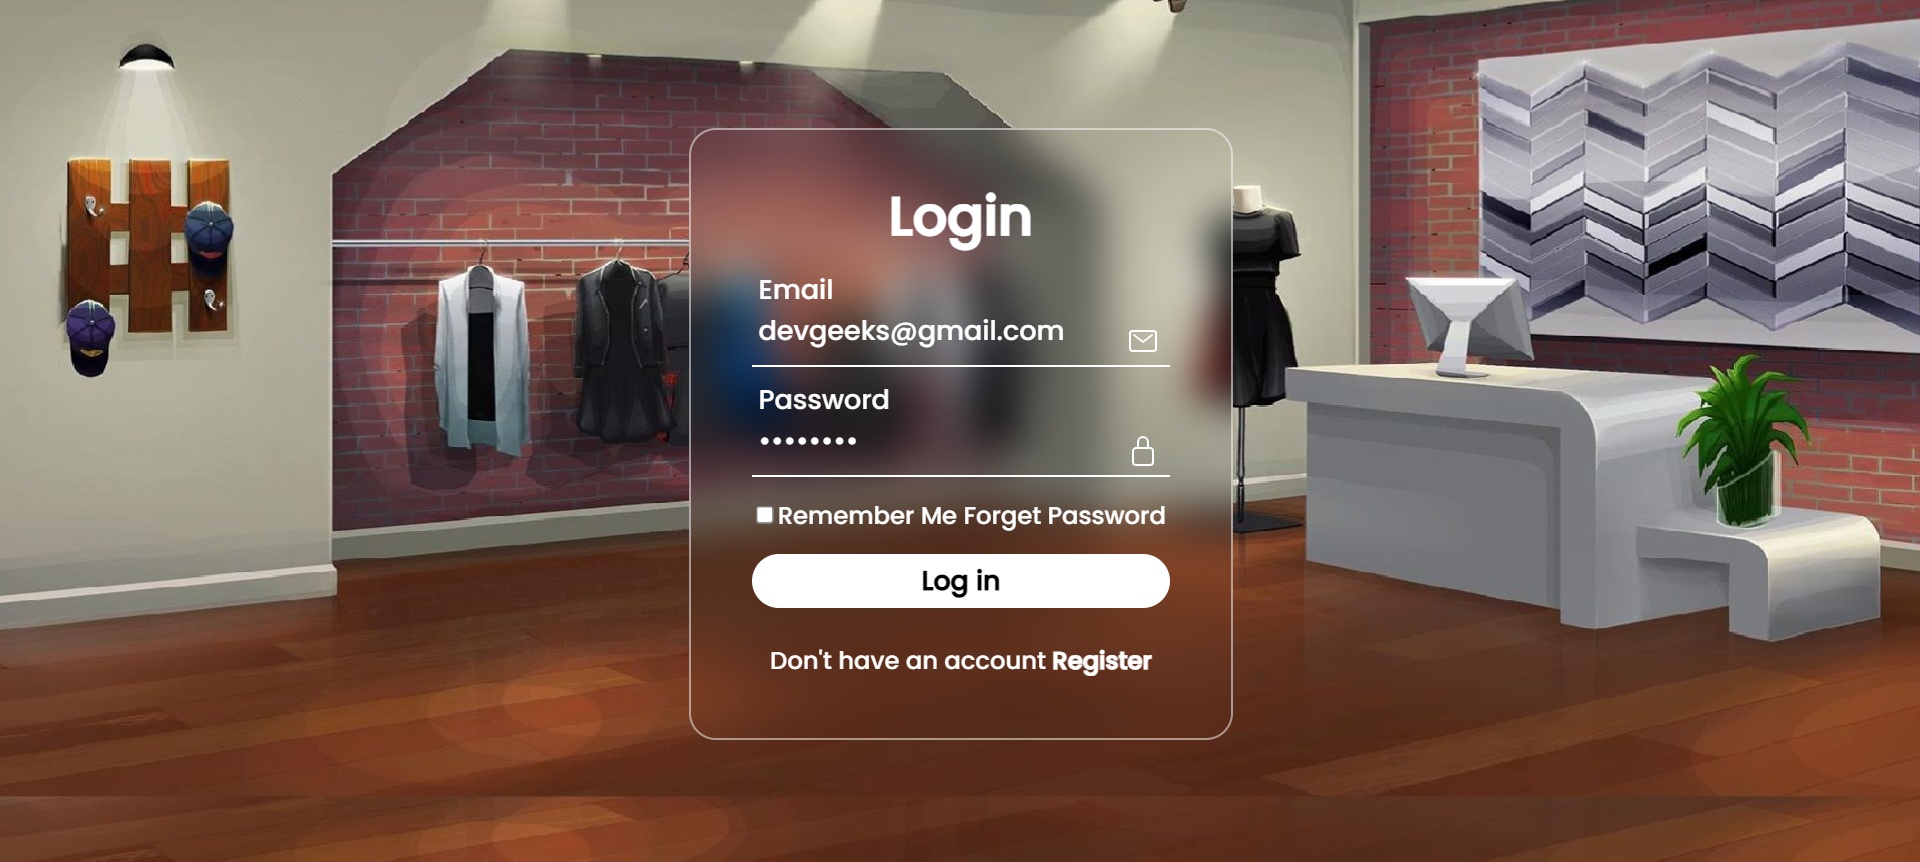 Login
Email
devgeeks@gmail.com
Password
••••••••
Remember Me Forget Password
Log in
Don't have an account Register